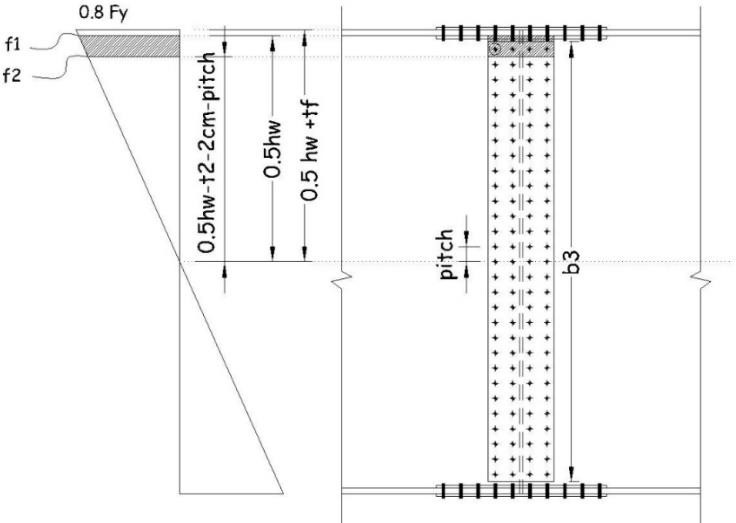 0.8 Fy
f1
f2
0.5hw-t2-2cm-pitch
0.5hw
0.5 hw +tf
pitch
b3